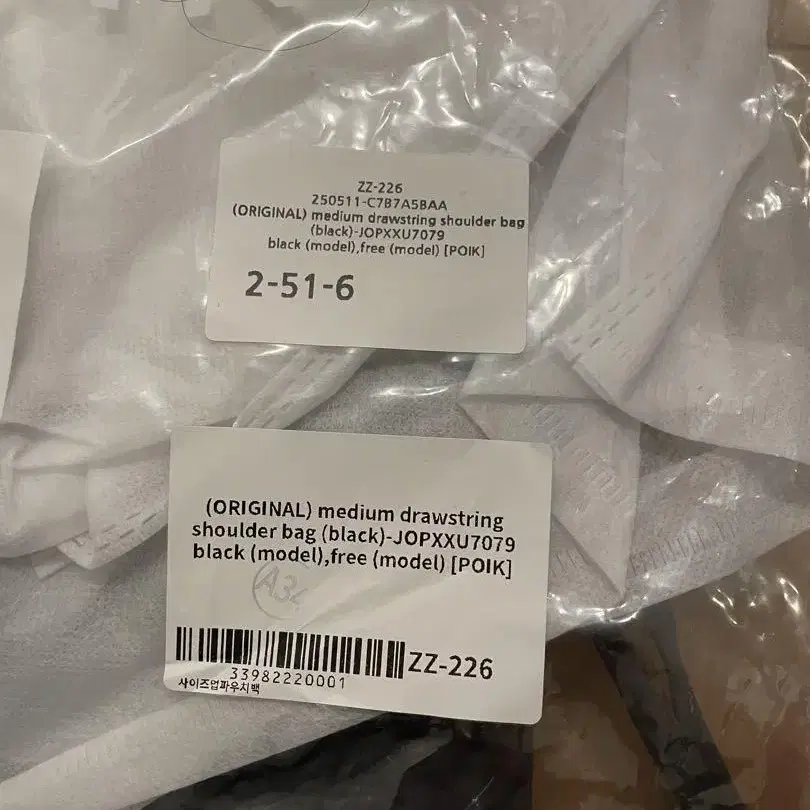 ZZ-226
250511-C7B7A5BAA
(ORIGINAL) medium drawstring shoulder bag
(black)-JOPXXU7079
black (model),free (model) [POIK]
2-51-6
(ORIGINAL) medium drawstring
shoulder bag (black)-JOPXXU7079
black (model),free (model) [POIK]
A34
ZZ-226
33982220001
사이즈업파우치백